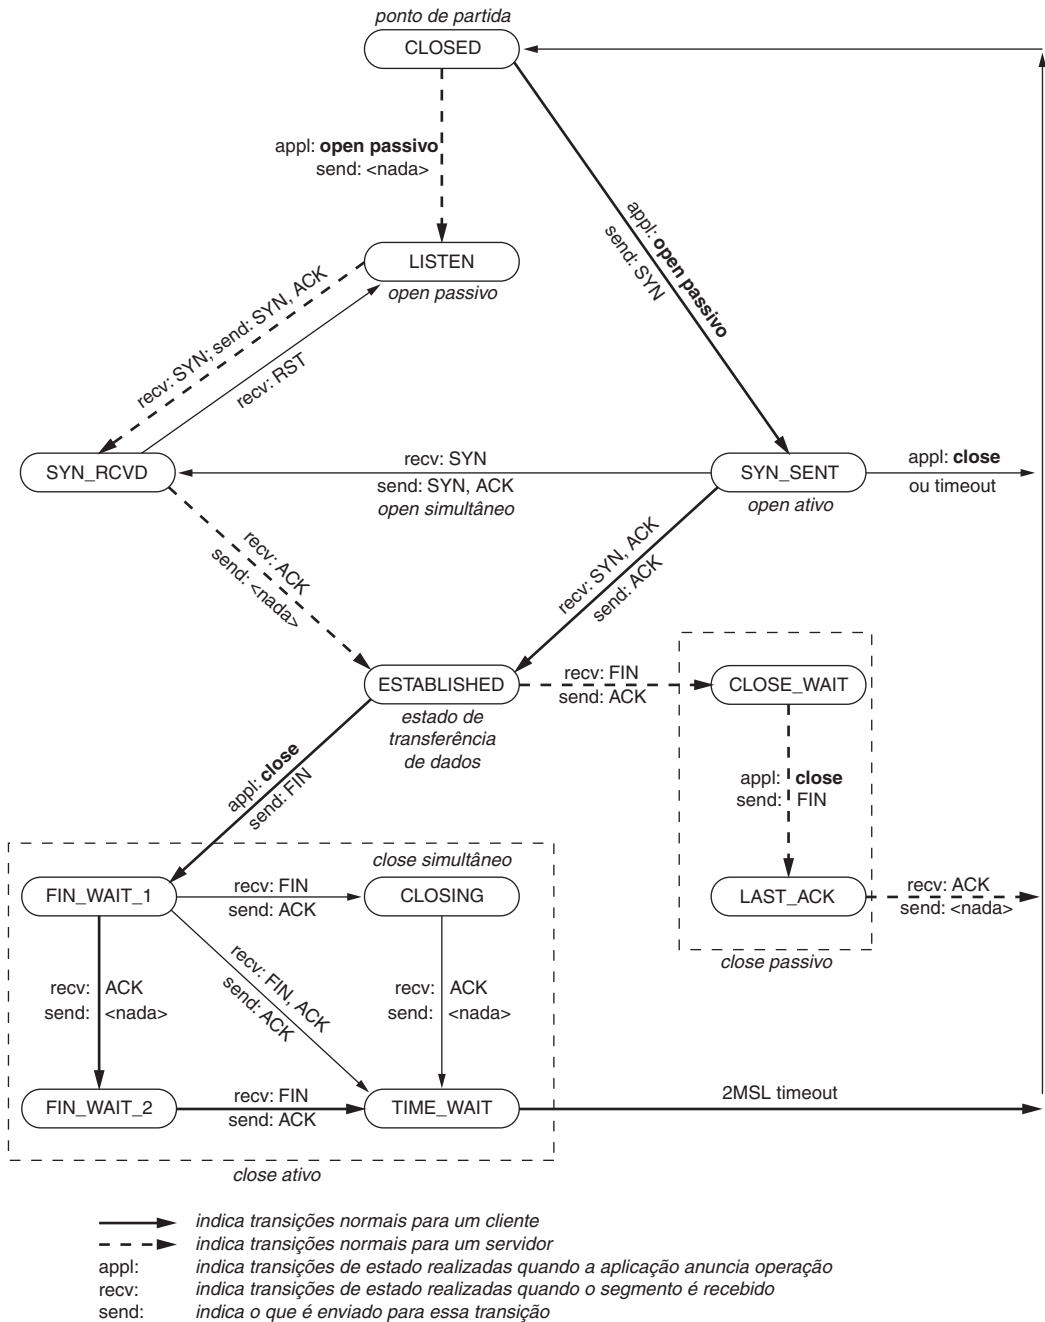 ponto de partida
CLOSED
appl: open passivo
send: <nada>
appl: open passivo
send: SYN
LISTEN
open passivo
recv: SYN; send: SYN, ACK
recv: RST
SYN_RCVD
recv: SYN
send: SYN, ACK
open simultâneo
SYN_SENT
open ativo
appl: close
ou timeout
recv: ACK
send: <nada>
recv: SYN, ACK
send: ACK
ESTABLISHED
estado de
transferência
de dados
recv: FIN
send: ACK
CLOSE_WAIT
appl: close
send: FIN
appl: close
send: FIN
LAST_ACK
recv: ACK
send: <nada>
close passivo
close simultâneo
FIN_WAIT_1
recv: FIN
send: ACK
CLOSING
recv: ACK
send: <nada>
recv: FIN, ACK
send: ACK
recv: ACK
send: <nada>
FIN_WAIT_2
recv: FIN
send: ACK
TIME_WAIT
2MSL timeout
close ativo
indica transições normais para um cliente
indica transições normais para um servidor
appl: indica transições de estado realizadas quando a aplicação anuncia operação
recv: indica transições de estado realizadas quando o segmento é recebido
send: indica o que é enviado para essa transição